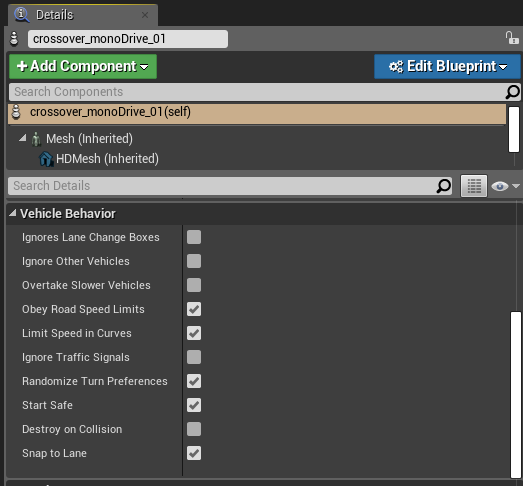 Details
crossover_monoDrive_01
+ Add Component
Edit Blueprint
Search Components
crossover_monoDrive_01(self)
Mesh (Inherited)
HDMesh (Inherited)
Search Details
Vehicle Behavior
Ignores Lane Change Boxes
Ignore Other Vehicles
Overtake Slower Vehicles
Obey Road Speed Limits
Limit Speed in Curves
Ignore Traffic Signals
Randomize Turn Preferences
Start Safe
Destroy on Collision
Snap to Lane